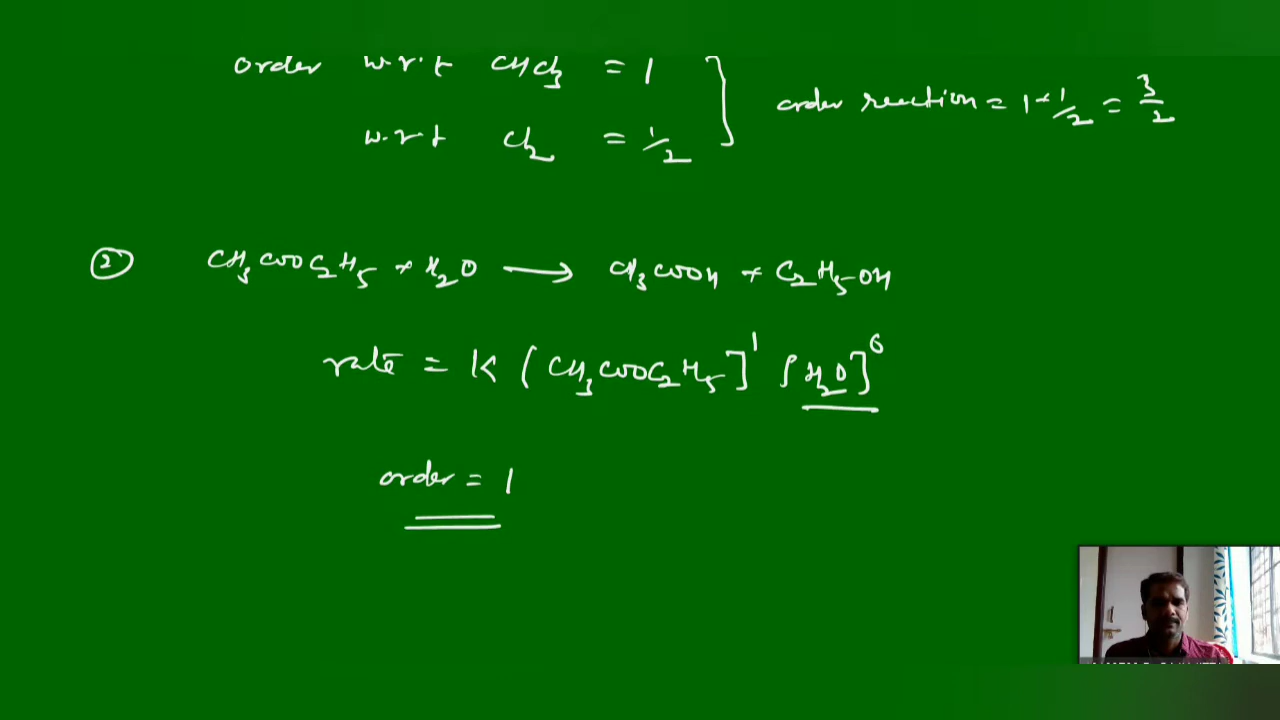 order w.r.t CHCl3 = 1
w.r.t Cl2 = 1/2
order reaction = 1 + 1/2 = 3/2
② CH3COOC2H5 + H2O → CH3COOH + C2H5-OH
rate = K [CH3COOC2H5]^1 [H2O]^0
order = 1